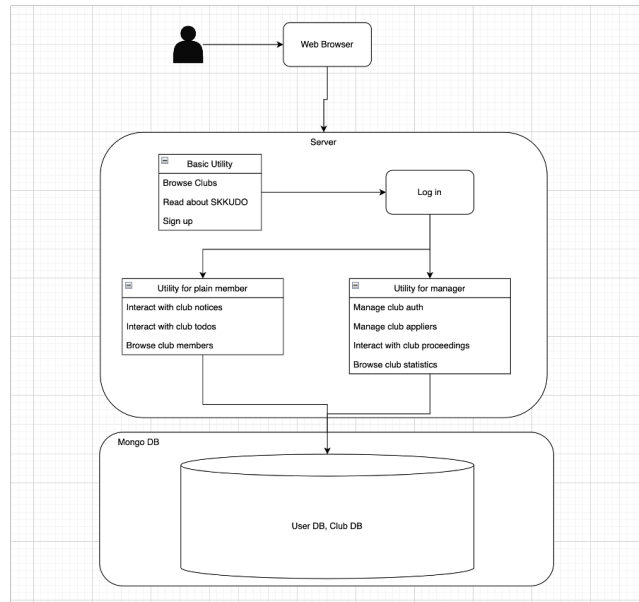 Web Browser
Server
Basic Utility
Browse Clubs
Read about SKKUDO
Sign up
Log in
Utility for plain member
Interact with club notices
Interact with club todos
Browse club members
Utility for manager
Manage club auth
Manage club appliers
Interact with club proceedings
Browse club statistics
Mongo DB
User DB, Club DB